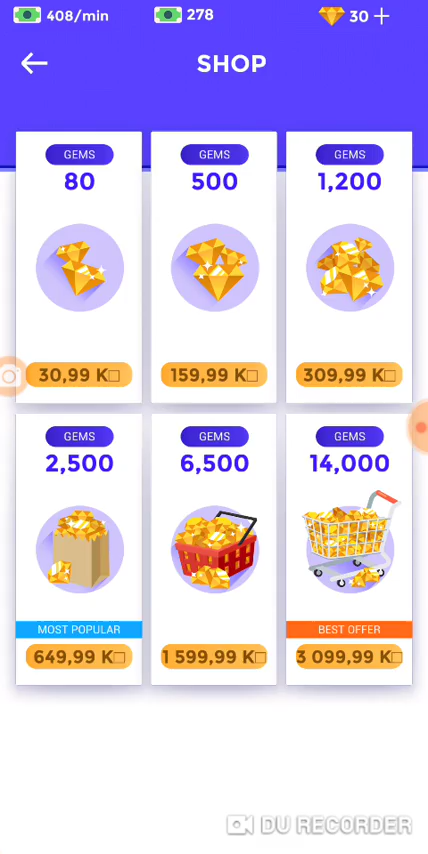 408/min
278
30
SHOP
GEMS
80
GEMS
500
GEMS
1,200
30,99 K□
159,99 K□
309,99 K□
GEMS
2,500
GEMS
6,500
GEMS
14,000
MOST POPULAR
BEST OFFER
649,99 K□
1 599,99 K□
3 099,99 K□
DU RECORDER